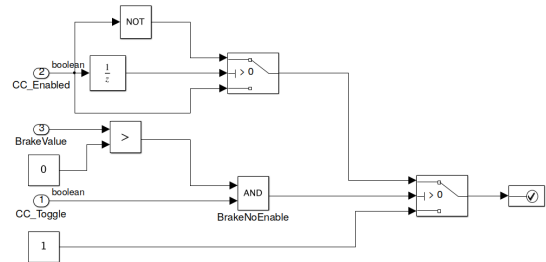 NOT
boolean
2
CC_Enabled
1
z
> 0
3
BrakeValue
>
0
boolean
1
CC_Toggle
AND
BrakeNoEnable
> 0
1